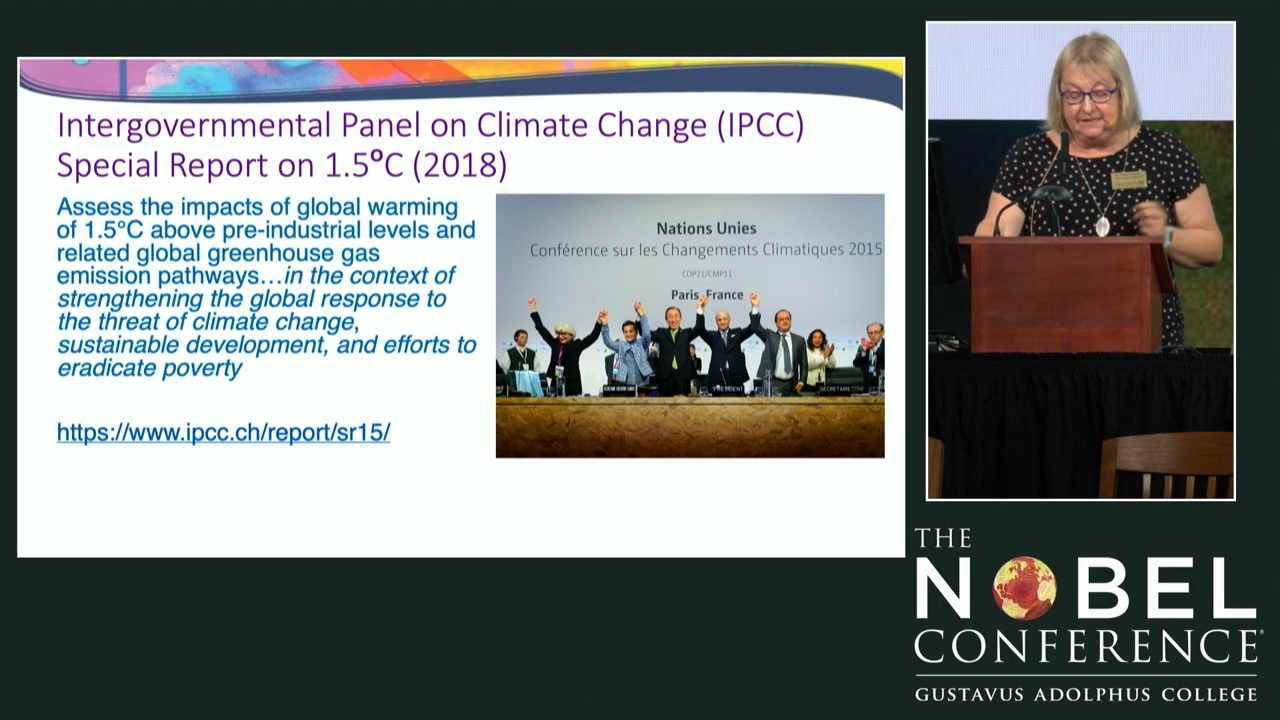 Intergovernmental Panel on Climate Change (IPCC)
Special Report on 1.5°C (2018)
Assess the impacts of global warming
of 1.5°C above pre-industrial levels and
related global greenhouse gas
emission pathways…in the context of
strengthening the global response to
the threat of climate change,
sustainable development, and efforts to
eradicate poverty
https://www.ipcc.ch/report/sr15/
Nations Unies
Conférence sur les Changements Climatiques 2015
COP21/CMP11
Paris, France
PRESIDENT
SECRETAIRE
THE
NOBEL
CONFERENCE
GUSTAVUS ADOLPHUS COLLEGE